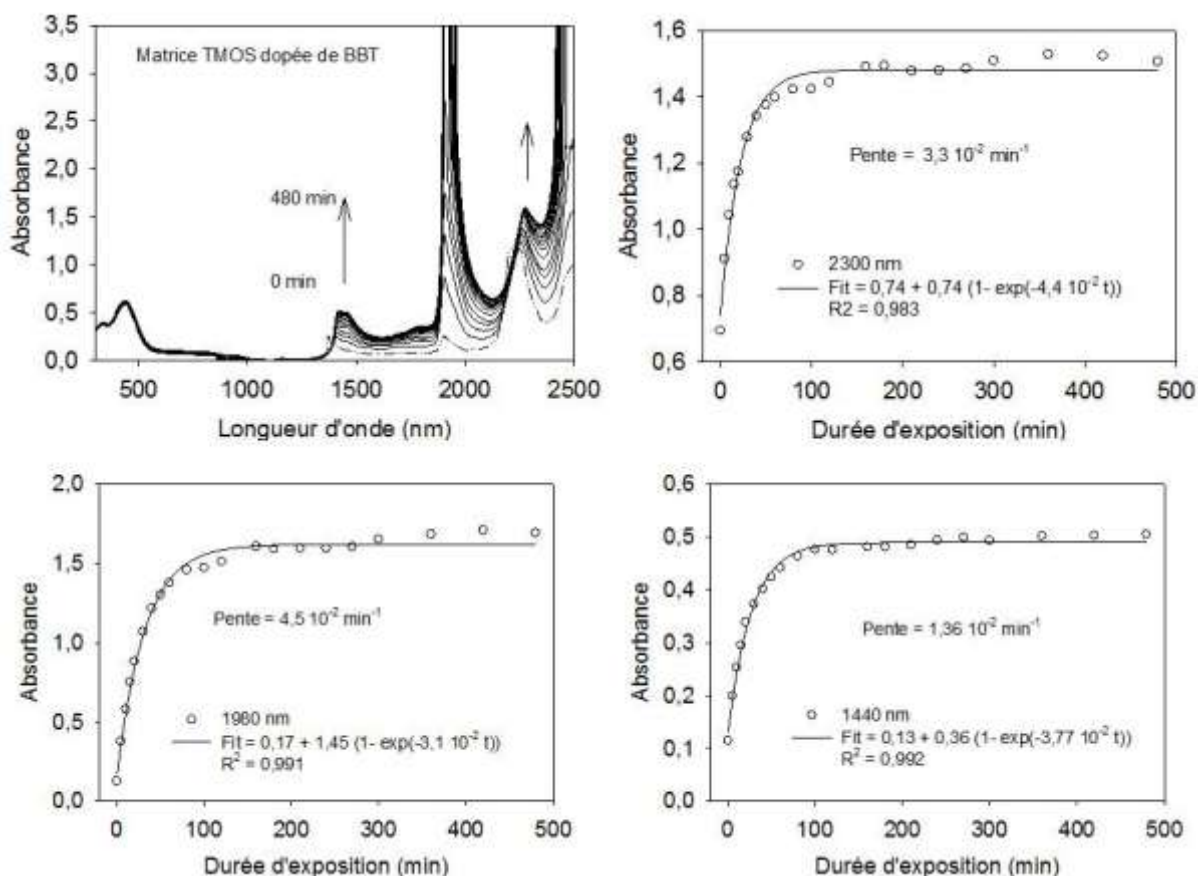 3,5
3,0
2,5
2,0
1,5
1,0
0,5
0,0
Absorbance
Matrice TMOS dopée de BBT
480 min
0 min
500 1000 1500 2000 2500
Longueur d'onde (nm)
1,6
1,4
1,2
1,0
0,8
0,6
Absorbance
Pente = 3,3 10⁻² min⁻¹
2300 nm
Fit = 0,74 + 0,74 (1- exp(-4,4 10⁻² t))
R2 = 0,983
0 100 200 300 400 500
Durée d'exposition (min)
2,0
1,5
1,0
0,5
0,0
Absorbance
Pente = 4,5 10⁻² min⁻¹
1980 nm
Fit = 0,17 + 1,45 (1- exp(-3,1 10⁻² t))
R² = 0,991
0 100 200 300 400 500
Durée d'exposition (min)
0,6
0,5
0,4
0,3
0,2
0,1
0,0
Absorbance
Pente = 1,36 10⁻² min⁻¹
1440 nm
Fit = 0,13 + 0,36 (1- exp(-3,77 10⁻² t))
R² = 0,992
0 100 200 300 400 500
Durée d'exposition (min)